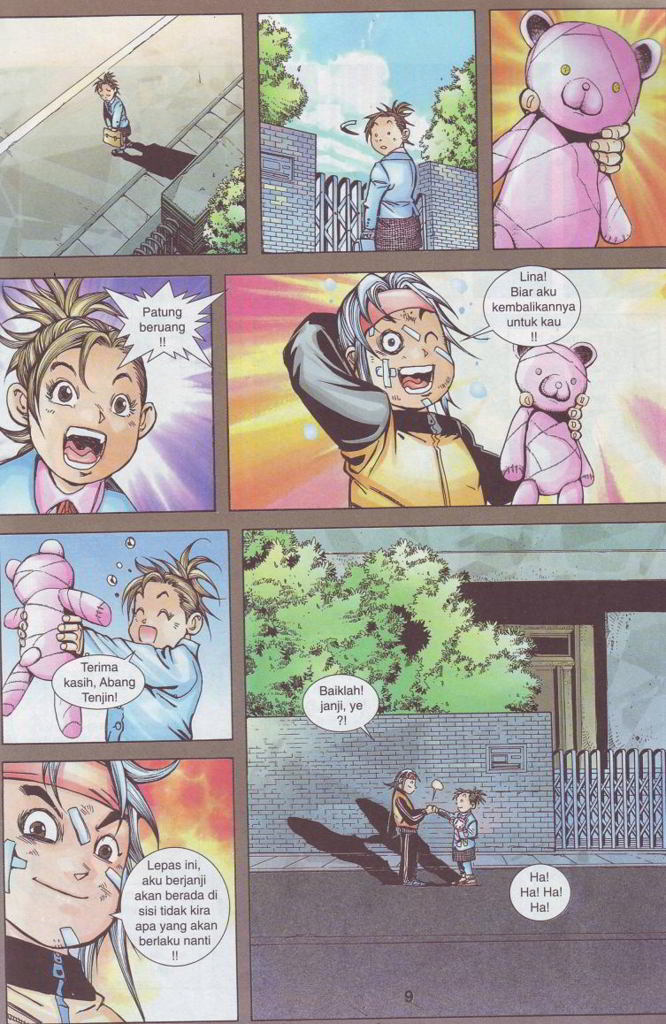 Patung
beruang
!!
Lina!
Biar aku
kembalikannya
untuk kau
!!
Terima
kasih, Abang
Tenjin!
Lepas ini,
aku berjanji
akan berada di
sisi tidak kira
apa yang akan
berlaku nanti
!!
Baiklah!
janji, ye
?!
Ha!
Ha! Ha!
Ha!
9